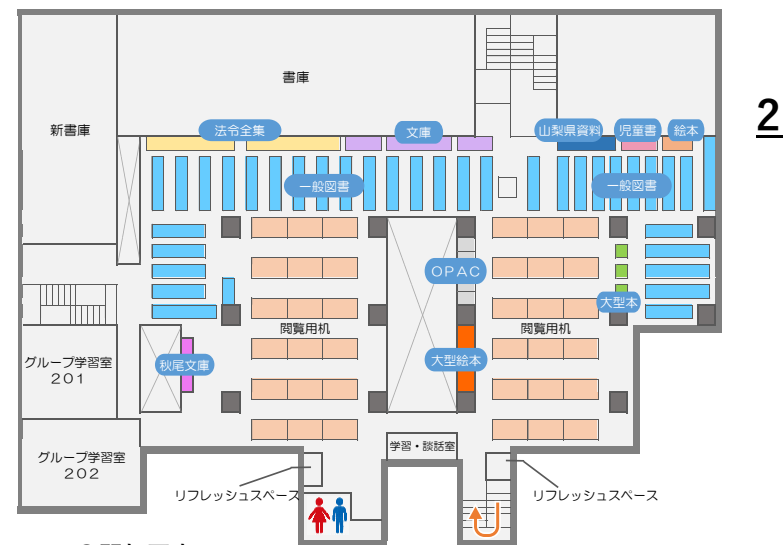 書庫
新書庫
法令全集
文庫
山梨県資料
児童書
絵本
2
一般図書
一般図書
OPAC
大型本
閲覧用机
閲覧用机
グループ学習室
201
秋尾文庫
大型絵本
学習・談話室
グループ学習室
202
リフレッシュスペース
リフレッシュスペース